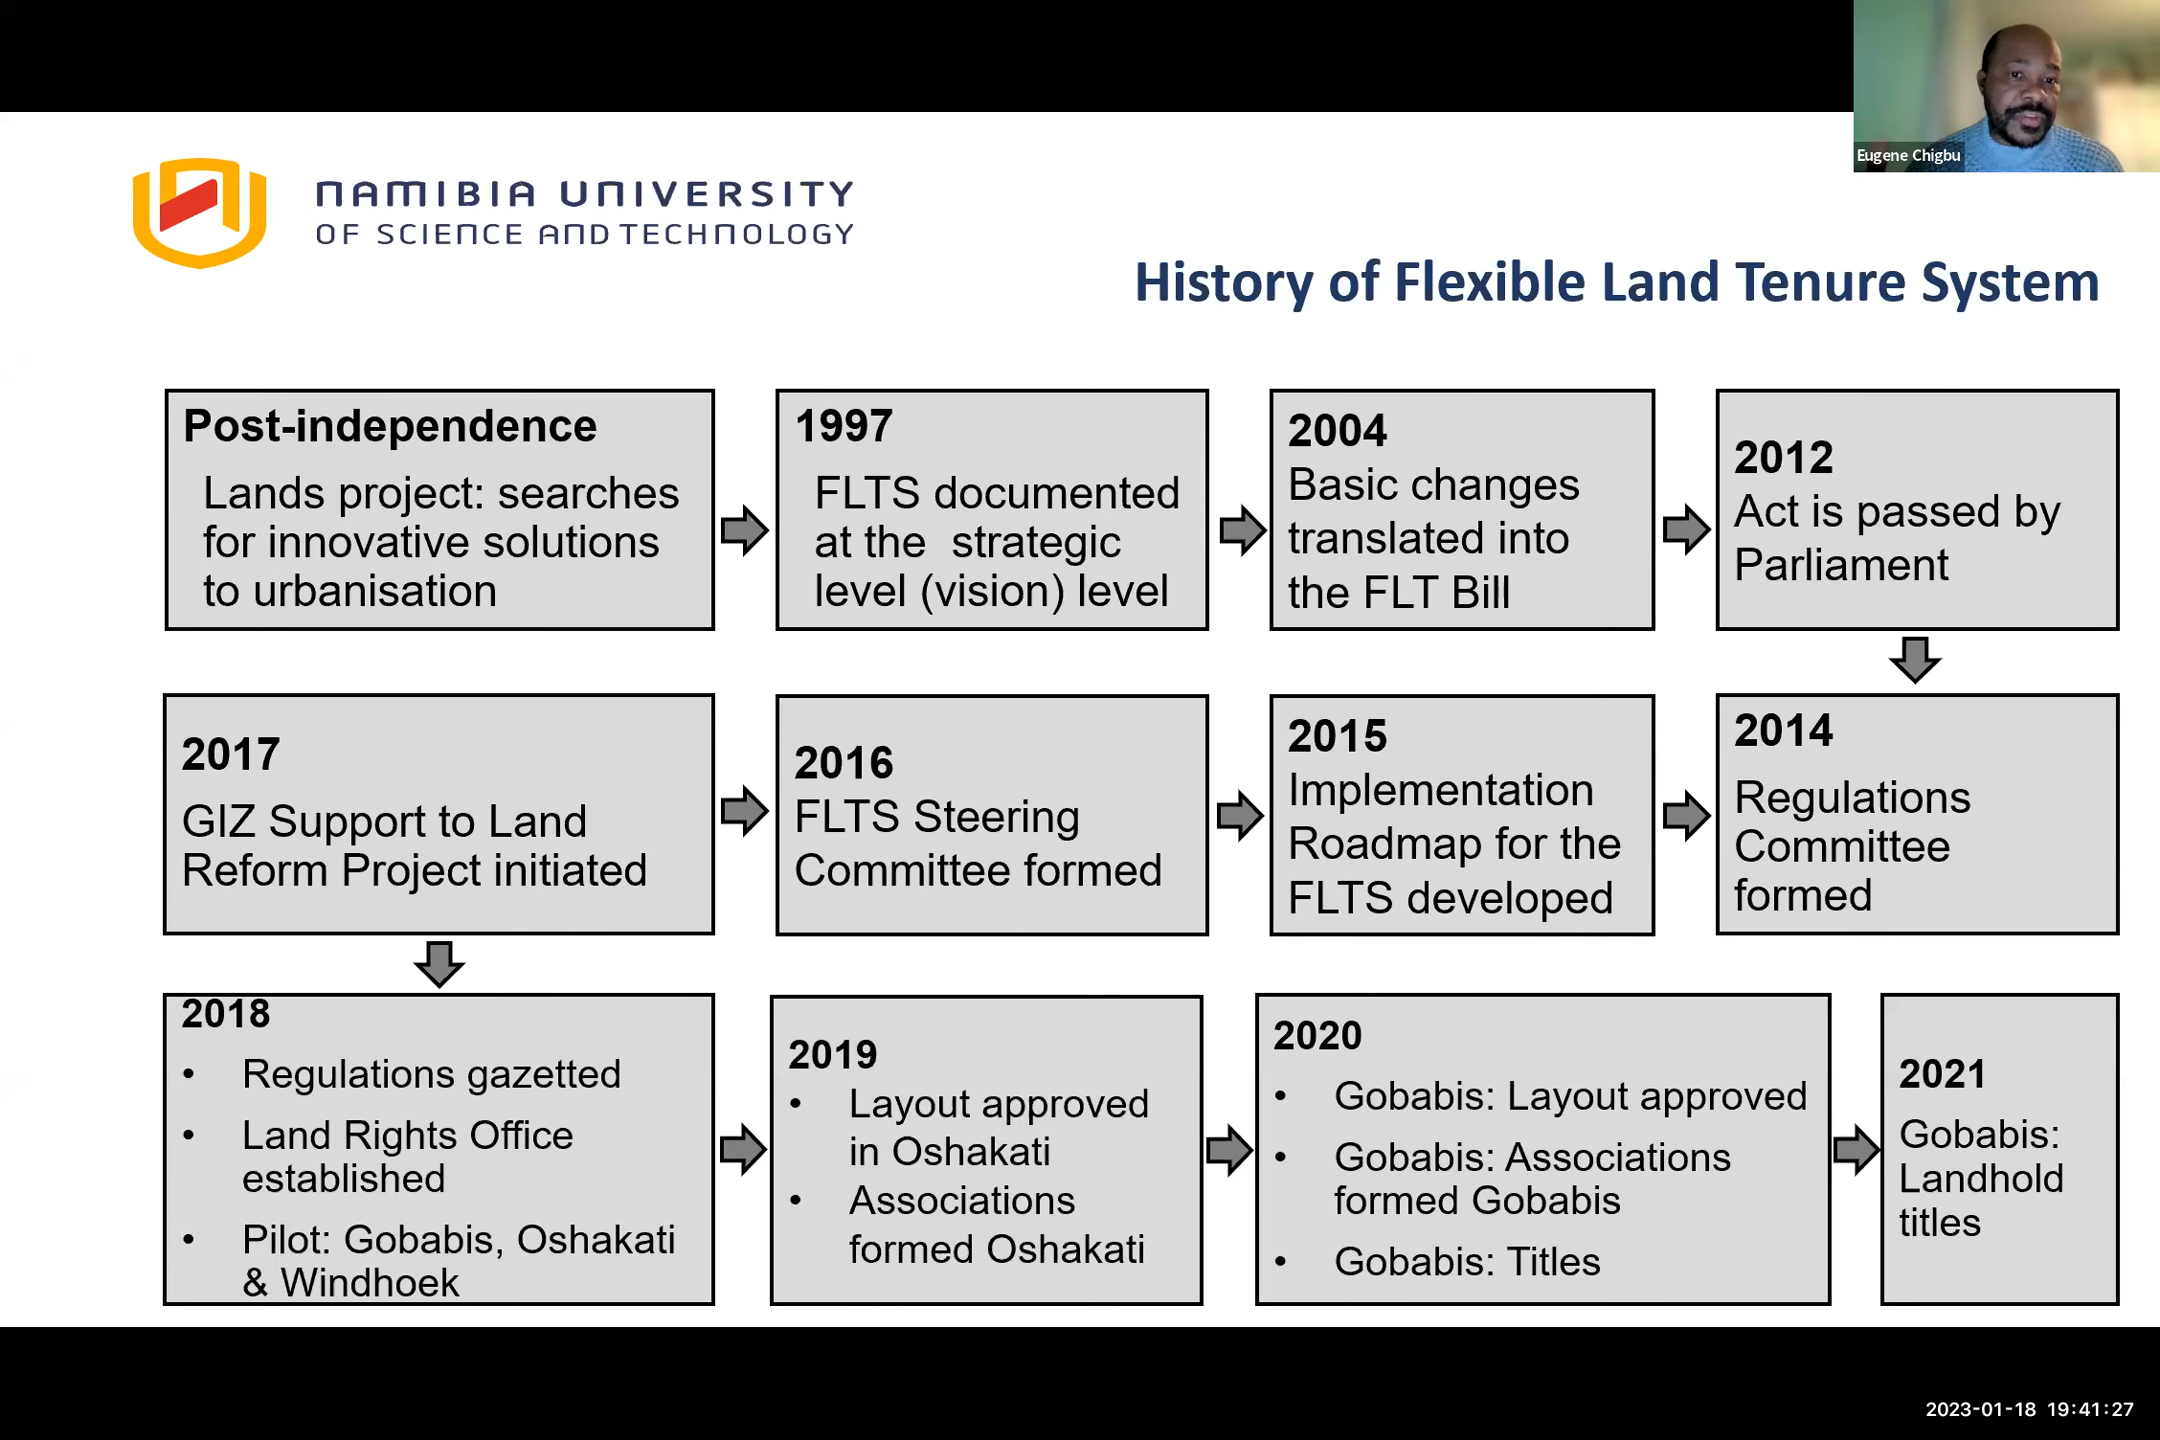 Eugene Chigbu
NAMIBIA UNIVERSITY
OF SCIENCE AND TECHNOLOGY
History of Flexible Land Tenure System
Post-independence
Lands project: searches
for innovative solutions
to urbanisation
1997
FLTS documented
at the strategic
level (vision) level
2004
Basic changes
translated into
the FLT Bill
2012
Act is passed by
Parliament
2017
GIZ Support to Land
Reform Project initiated
2016
FLTS Steering
Committee formed
2015
Implementation
Roadmap for the
FLTS developed
2014
Regulations
Committee
formed
2018
• Regulations gazetted
• Land Rights Office
established
• Pilot: Gobabis, Oshakati
& Windhoek
2019
• Layout approved
in Oshakati
• Associations
formed Oshakati
2020
• Gobabis: Layout approved
• Gobabis: Associations
formed Gobabis
• Gobabis: Titles
2021
Gobabis:
Landhold
titles
2023-01-18 19:41:27